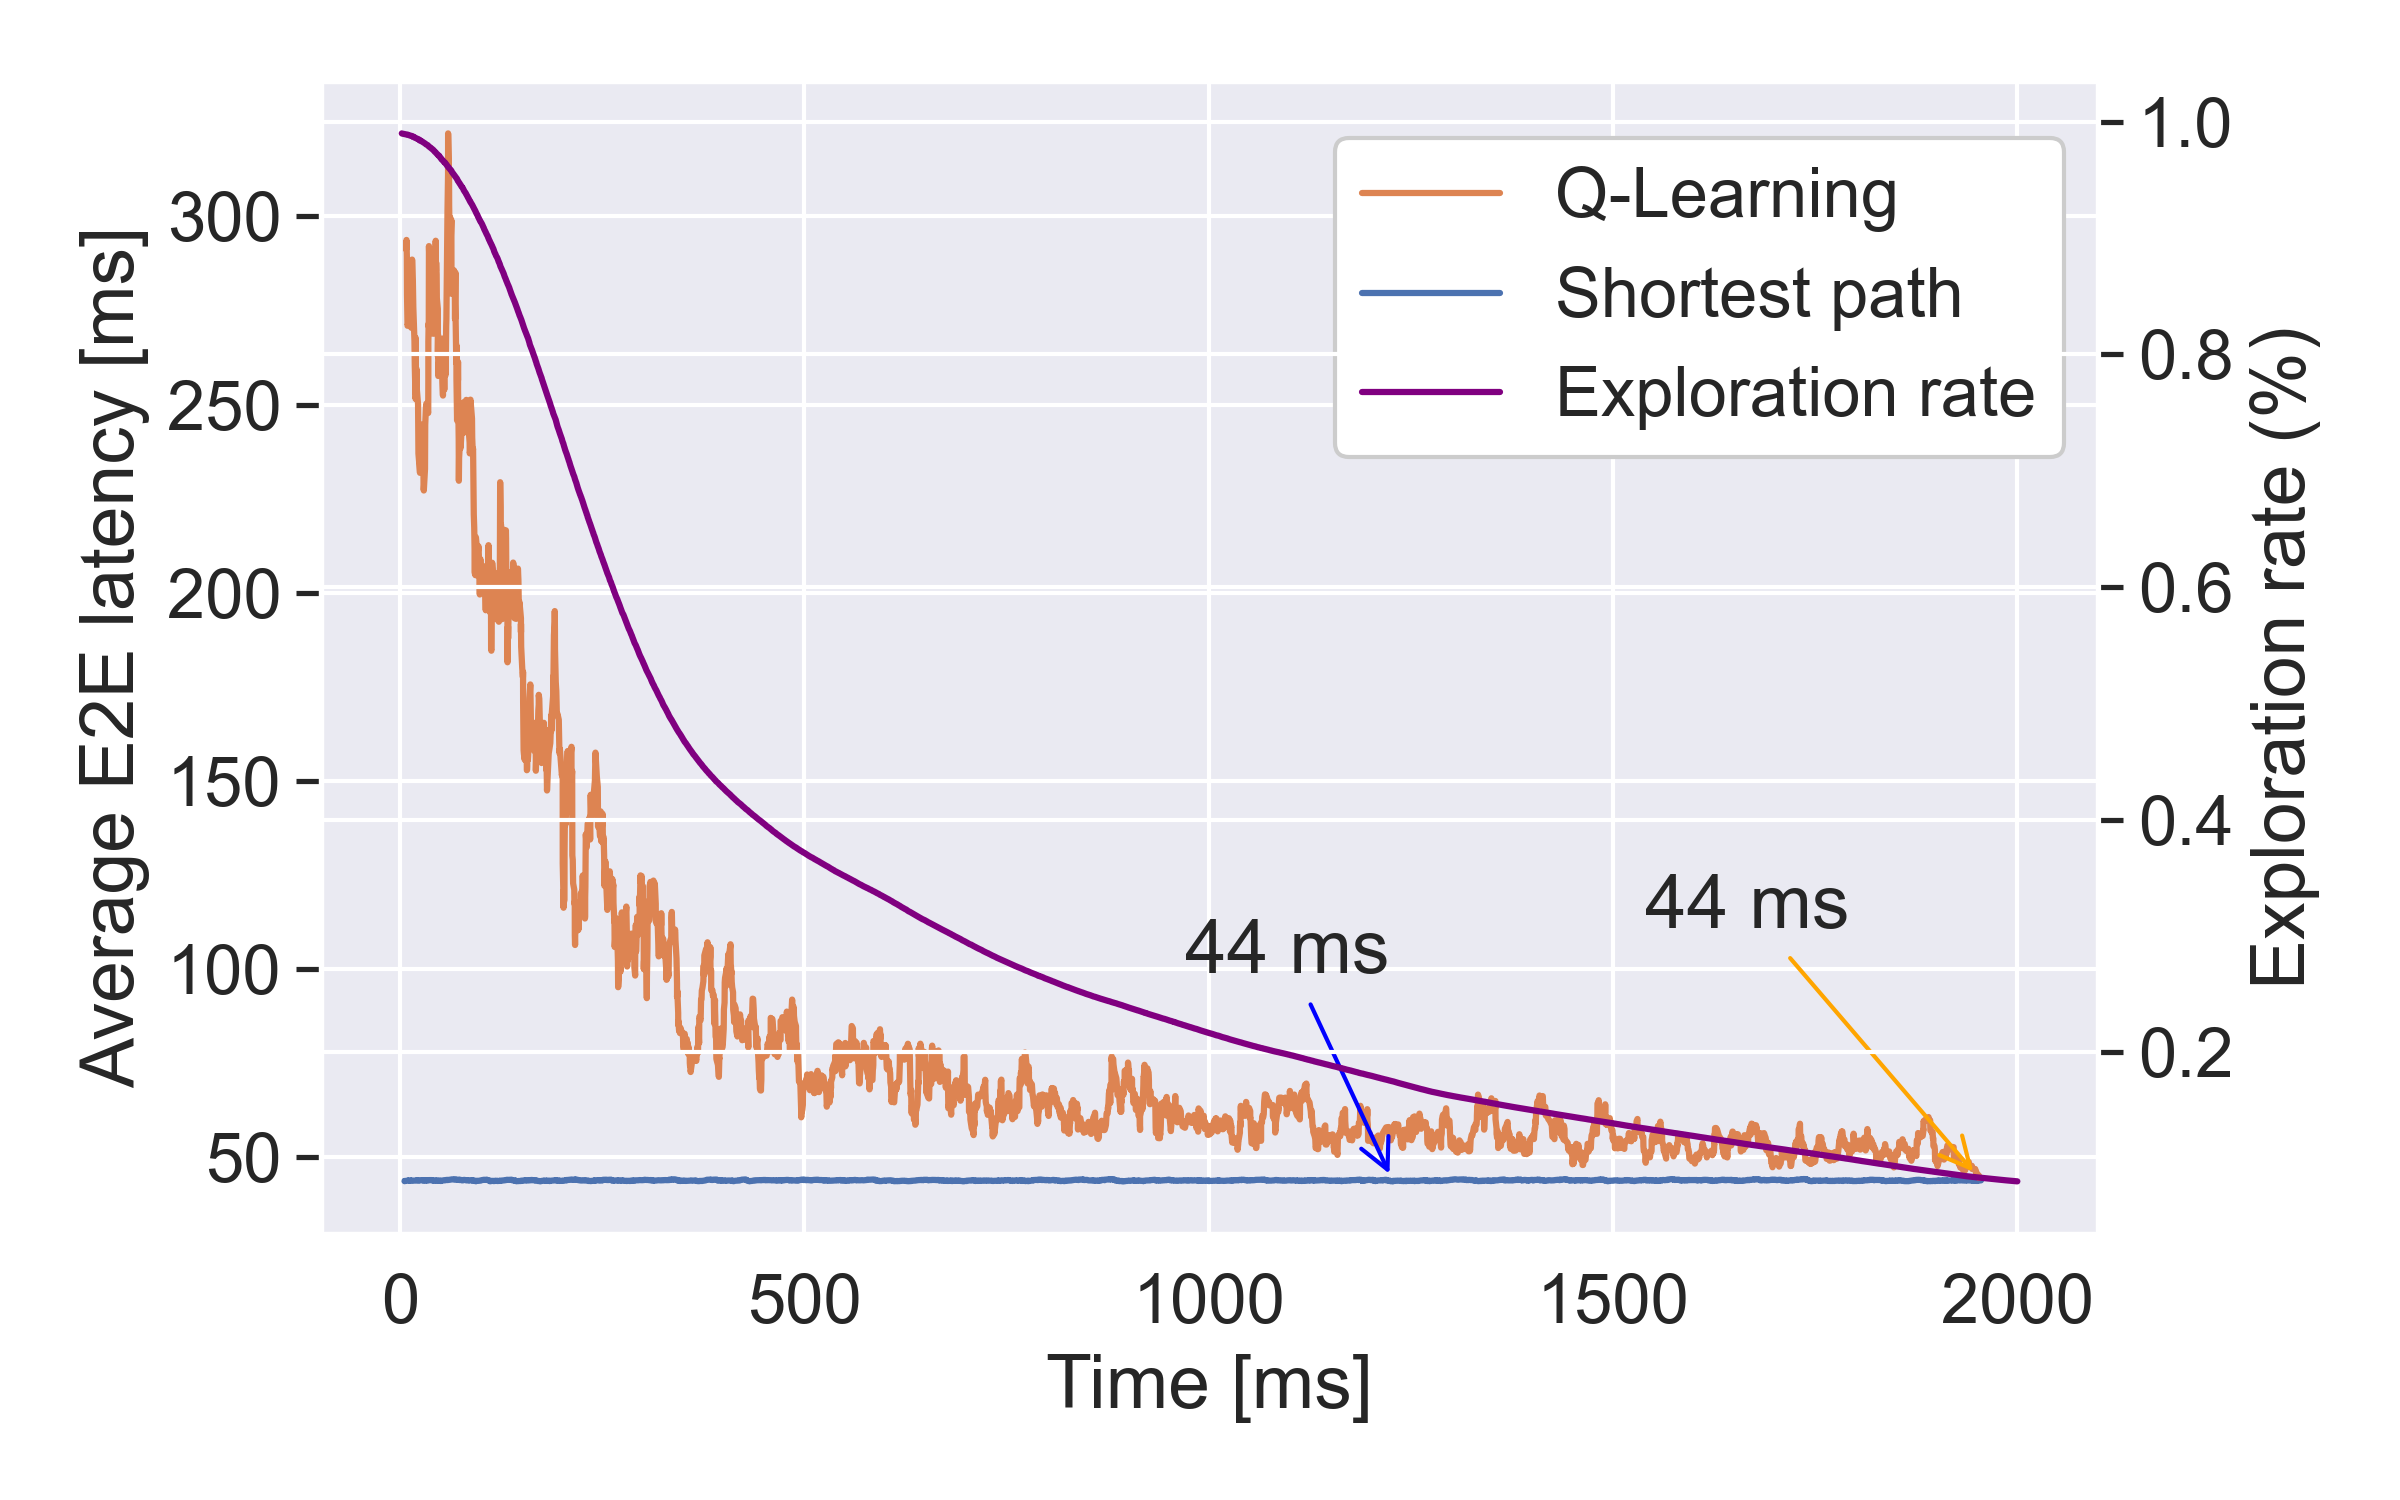 Q-Learning
Shortest path
Exploration rate
44 ms
44 ms
300
250
200
150
100
50
Average E2E latency [ms]
1.0
0.8
0.6
0.4
0.2
Exploration rate (%)
0 500 1000 1500 2000
Time [ms]